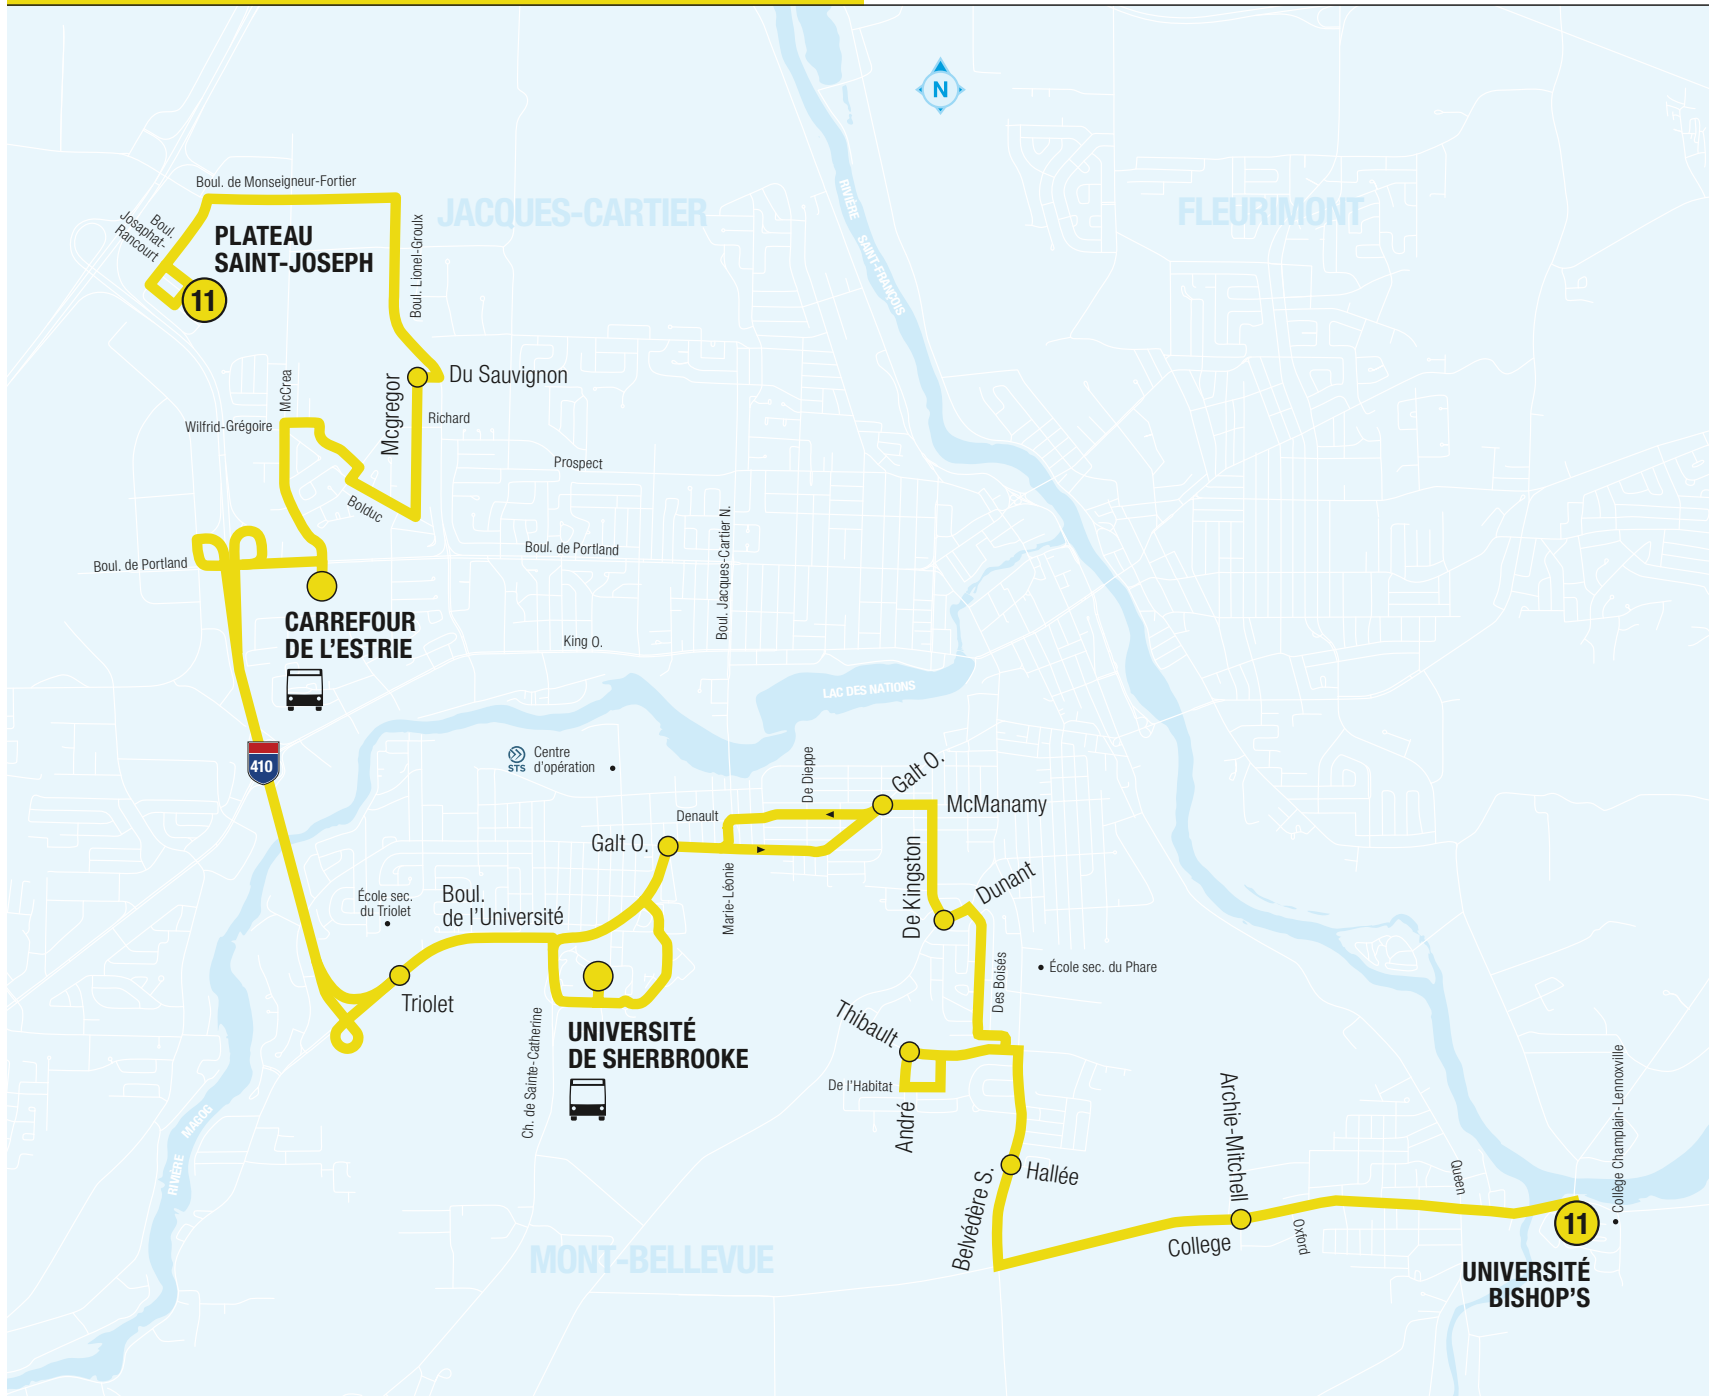 N
Boul. de Monseigneur-Fortier
JACQUES-CARTIER
FLEURIMONT
RIVIÈRE SAINT-FRANÇOIS
Boul.
Josaphat-
Rancourt
PLATEAU
SAINT-JOSEPH
11
Boul. Lionel-Groulx
Du Sauvignon
McCrea
Mcgregor
Richard
Wilfrid-Grégoire
Prospect
Bolduc
Boul. de Portland
Boul. de Portland
Boul. Jacques-Cartier N.
CARREFOUR
DE L'ESTRIE
King O.
LAC DES NATIONS
410
STS
Centre
d'opération
De Dieppe
Galt O.
McManamy
Denault
Galt O.
De Kingston
Dunant
Marie-Léonie
École sec.
du Triolet
Boul.
de l'Université
Triolet
Des Boisés
École sec. du Phare
Ch. de Sainte-Catherine
UNIVERSITÉ
DE SHERBROOKE
Thibault
De l'Habitat
André
RIVIÈRE MAGOG
Belvédère S.
Hallée
Archie-Mitchell
College
Oxford
Queen
Collège Champlain-Lennoxville
11
UNIVERSITÉ
BISHOP'S
MONT-BELLEVUE